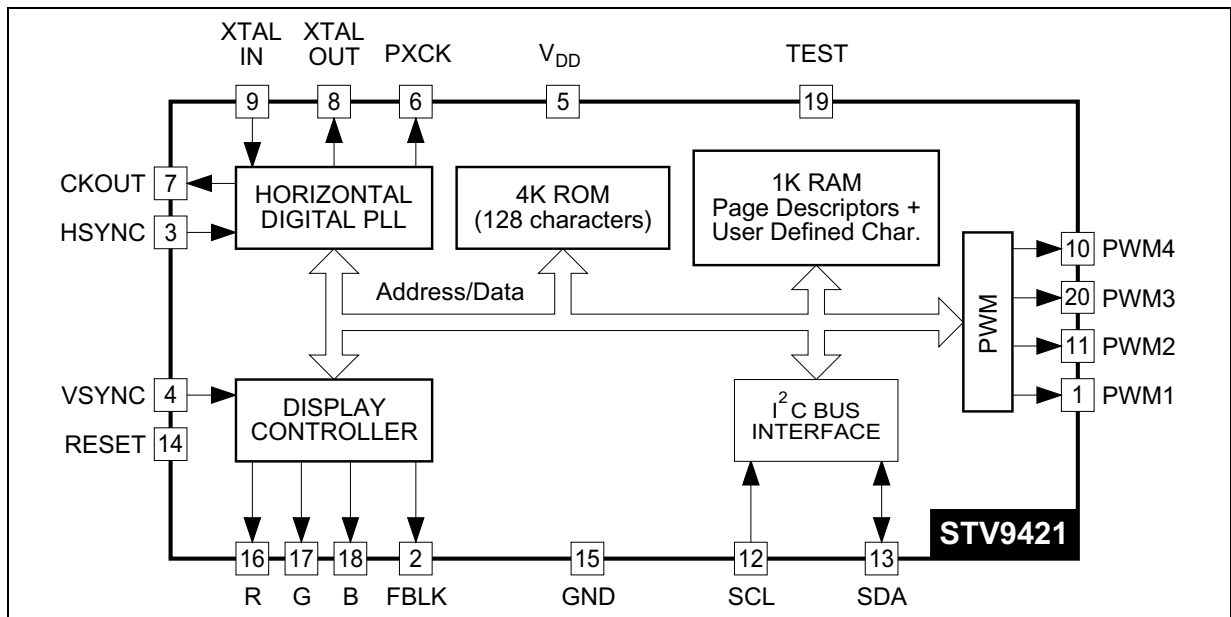 XTAL IN
XTAL OUT
PXCK
VDD
TEST
9
8
6
5
19
CKOUT 7
HSYNC 3
HORIZONTAL
DIGITAL PLL
4K ROM
(128 characters)
1K RAM
Page Descriptors +
User Defined Char.
Address/Data
PWM
10 PWM4
20 PWM3
11 PWM2
1 PWM1
VSYNC 4
RESET 14
DISPLAY
CONTROLLER
I2C BUS
INTERFACE
STV9421
16
17
18
2
15
12
13
R
G
B
FBLK
GND
SCL
SDA